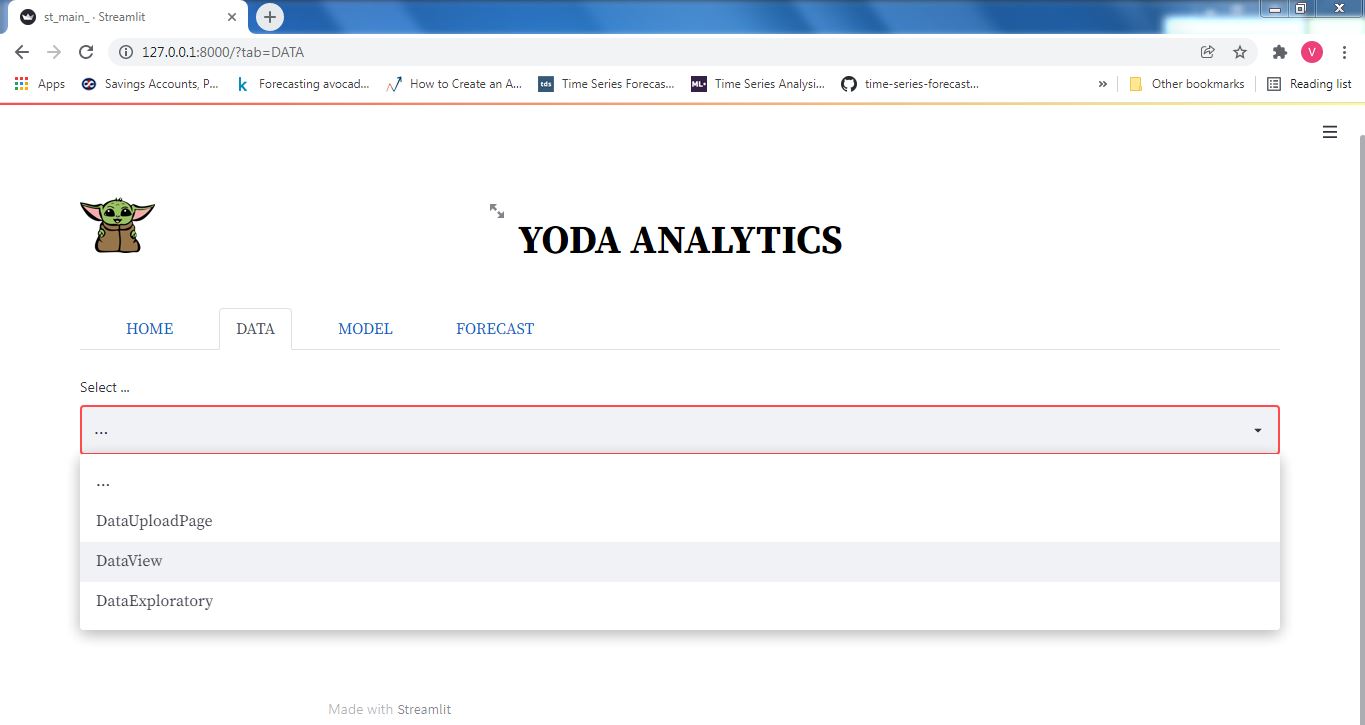 st_main_ · Streamlit
127.0.0.1:8000/?tab=DATA
V
Apps
Savings Accounts, P...
k
Forecasting avocad...
How to Create an A...
tds
Time Series Forecas...
ML+
Time Series Analysi...
time-series-forecast...
»
Other bookmarks
Reading list
YODA ANALYTICS
HOME
DATA
MODEL
FORECAST
Select ...
...
...
DataUploadPage
DataView
DataExploratory
Made with Streamlit